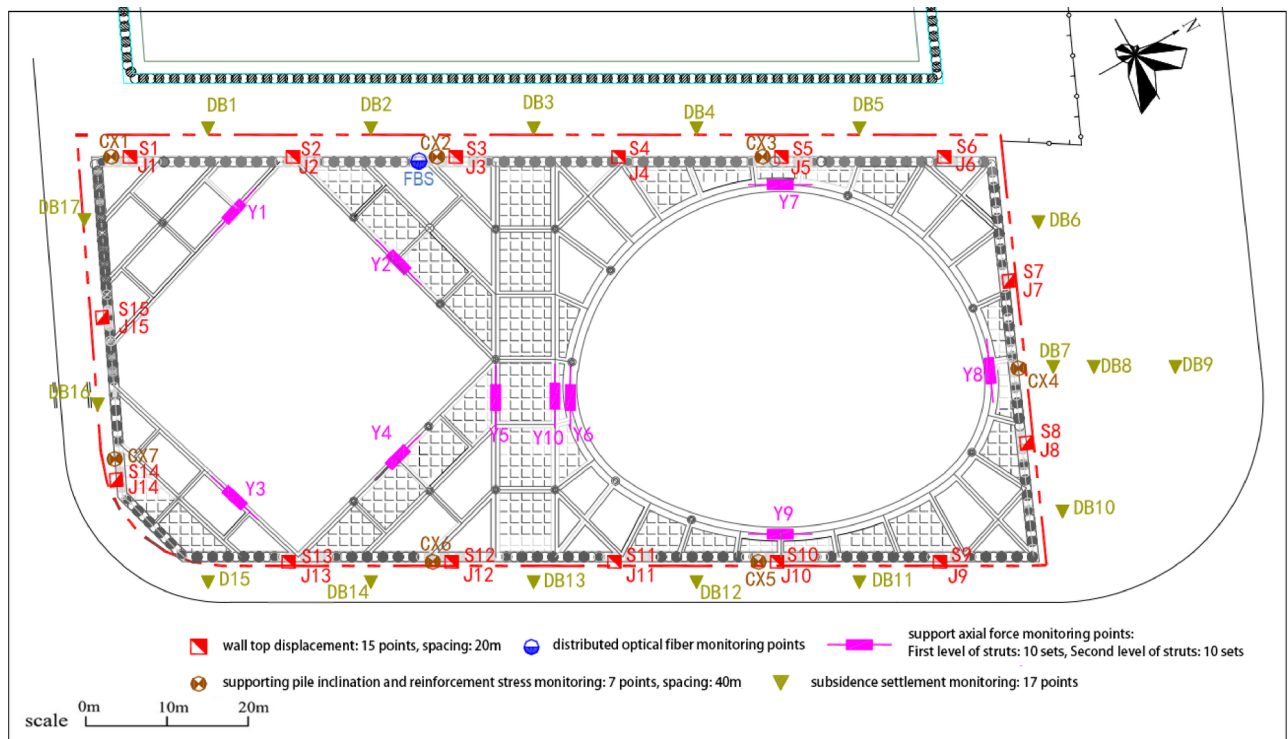 N
DB1
DB2
DB3
DB4
DB5
CX1
S1
J1
S2
J2
CX2
S3
J3
FBS
S4
J4
CX3
S5
J5
S6
J6
DB17
Y1
Y7
DB6
Y2
S7
J7
S15
J15
DB16
Y8
CX4
DB7
DB8
DB9
Y4
Y5
Y10
Y6
S8
J8
CX7
S14
J14
Y3
Y9
DB10
S13
J13
CX6
S12
J12
S11
J11
CX5
S10
J10
S9
J9
D15
DB14
DB13
DB12
DB11
wall top displacement: 15 points, spacing: 20m
distributed optical fiber monitoring points
support axial force monitoring points:
First level of struts: 10 sets, Second level of struts: 10 sets
supporting pile inclination and reinforcement stress monitoring: 7 points, spacing: 40m
subsidence settlement monitoring: 17 points
scale
0m
10m
20m